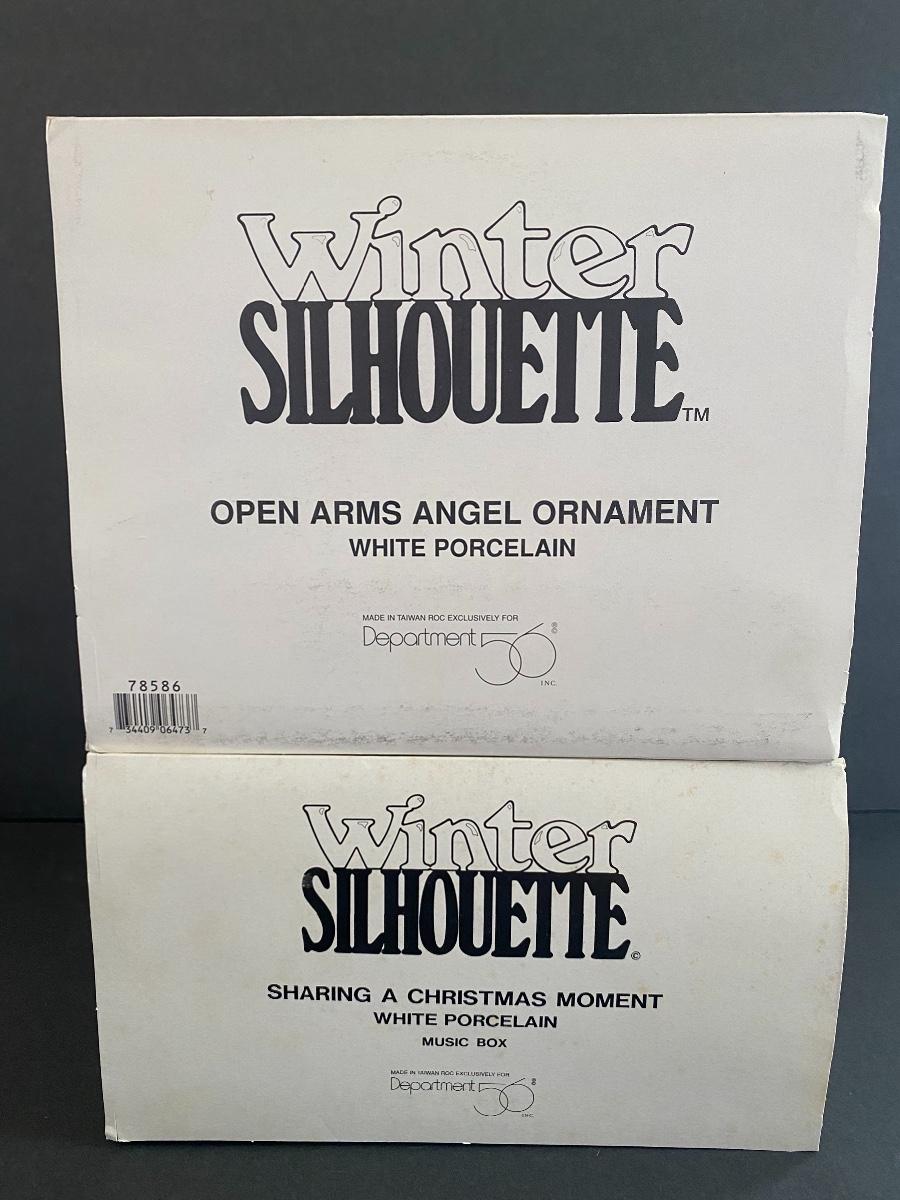 Winter
SILHOUETTE™
OPEN ARMS ANGEL ORNAMENT
WHITE PORCELAIN
MADE IN TAIWAN ROC EXCLUSIVELY FOR
Department 56 ®©
INC.
78586
7 34409 06473 7
Winter
SILHOUETTE©
SHARING A CHRISTMAS MOMENT
WHITE PORCELAIN
MUSIC BOX
MADE IN TAIWAN ROC EXCLUSIVELY FOR
Department 56
INC.